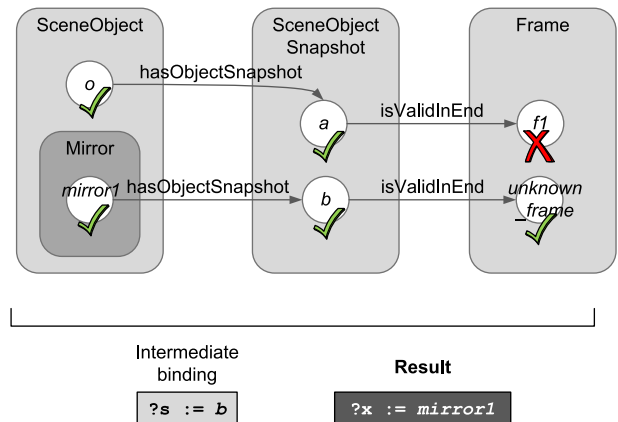 SceneObject
SceneObject
Snapshot
Frame
o
hasObjectSnapshot
a
isValidInEnd
f1
Mirror
mirror1
hasObjectSnapshot
b
isValidInEnd
unknown
_frame
Intermediate
binding
Result
?s := b
?x := mirror1